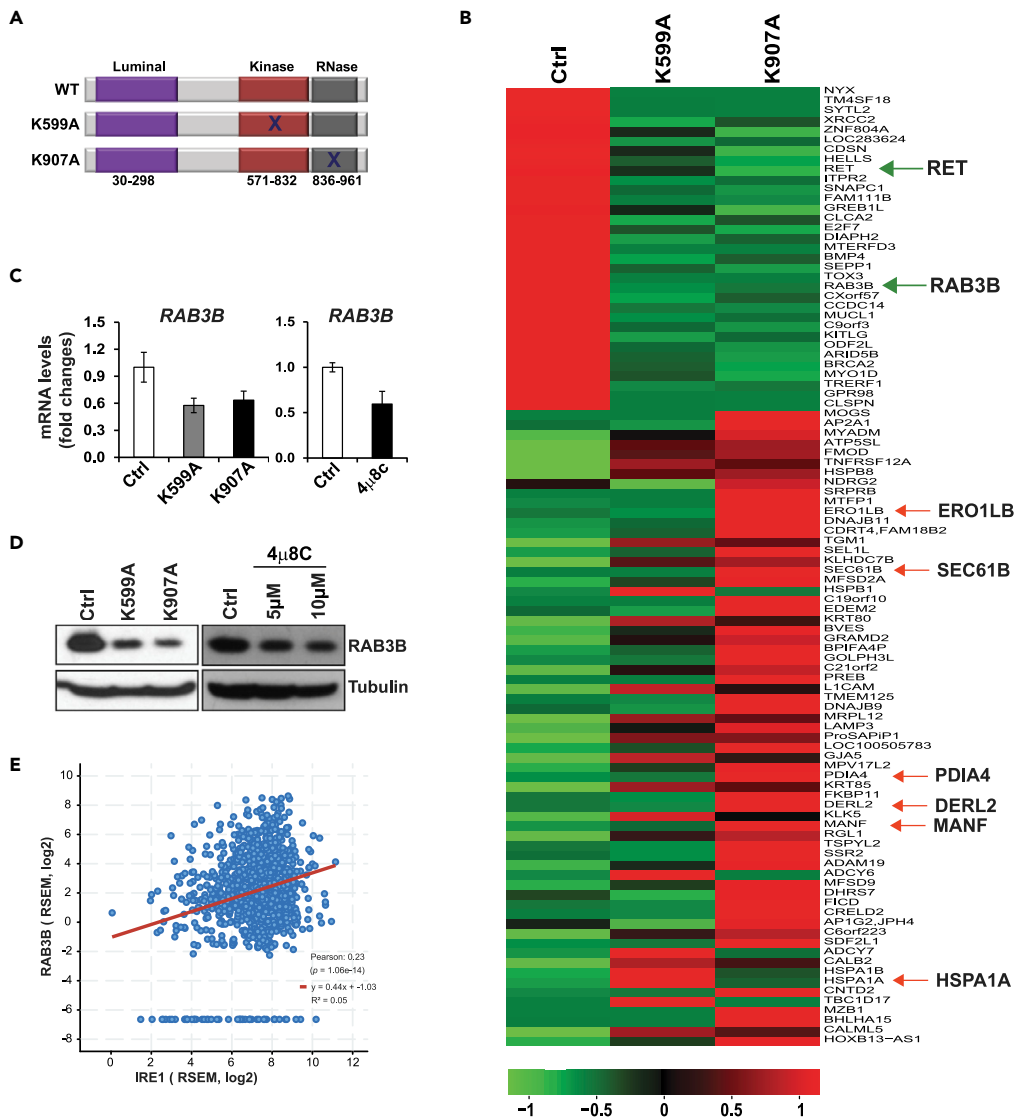 A
Luminal Kinase RNase
WT
K599A X
K907A X
30-298 571-832 836-961
B
Ctrl K599A K907A
NYX
TM4SF18
SYTL2
XRCC2
ZNF804A
LOC283624
CDSN
HELLS
RET
ITPR2
SNAPC1
FAM111B
GREB1L
CLCA2
E2F7
DIAPH2
MTERFD3
BMP4
SEPP1
TOX3
RAB3B
CXorf57
CCDC14
MUCL1
C9orf3
KITLG
ODF2L
ARID5B
BRCA2
MYO1D
TRERF1
GPR98
CLSPN
MOGS
AP2A1
MYADM
ATP5SL
FMOD
TNFRSF12A
HSPB8
NDRG2
SRPRB
MTFP1
ERO1LB
DNAJB11
CDRT4,FAM18B2
TGM1
SEL1L
KLHDC7B
SEC61B
MFSD2A
HSPB1
C19orf10
EDEM2
KRT80
BVES
GRAMD2
BPIFA4P
GOLPH3L
C21orf2
PREB
L1CAM
TMEM125
DNAJB9
MRPL12
LAMP3
ProSAPiP1
LOC100505783
GJA5
MPV17L2
PDIA4
KRT85
FKBP11
DERL2
KLK5
MANF
RGL1
TSPYL2
SSR2
ADAM19
ADCY6
MFSD9
DHRS7
FICD
CRELD2
AP1G2,JPH4
C6orf223
SDF2L1
ADCY7
CALB2
HSPA1B
HSPA1A
CNTD2
TBC1D17
MZB1
BHLHA15
CALML5
HOXB13−AS1
RET
RAB3B
ERO1LB
SEC61B
PDIA4
DERL2
MANF
HSPA1A
−1 −0.5 0 0.5 1
C
RAB3B RAB3B
mRNA levels
(fold changes)
1.5
1.2
0.9
0.6
0.3
0.0
Ctrl K599A K907A
1.5
1.0
0.5
0.0
Ctrl 4µ8c
D
4µ8C
Ctrl K599A K907A Ctrl 5µM 10µM
RAB3B
Tubulin
E
RAB3B ( RSEM, log2)
10
8
6
4
2
0
-2
-4
-6
-8
0 2 4 6 8 10 12
IRE1 ( RSEM, log2)
Pearson: 0.23
(p = 1.06e-14)
y = 0.44x + -1.03
R² = 0.05